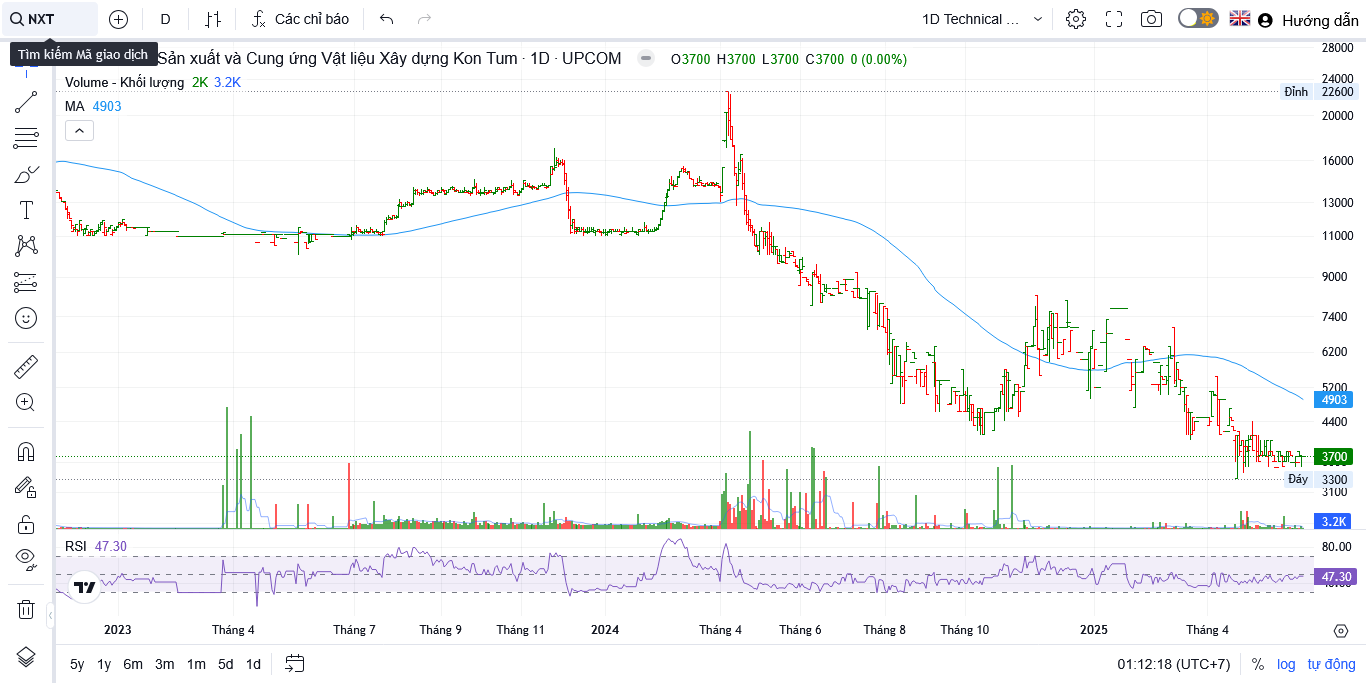 NXT
D
Các chỉ báo
1D Technical ...
Hướng dẫn
Tìm kiếm Mã giao dịch
Sản xuất và Cung ứng Vật liệu Xây dựng Kon Tum · 1D · UPCOM
O3700 H3700 L3700 C3700 0 (0.00%)
Volume - Khối lượng 2K 3.2K
MA 4903
28000
24000
Đỉnh 22600
20000
16000
13000
11000
9000
7400
6200
5200
4903
4400
3700
Đáy 3300
3100
3.2K
RSI 47.30
80.00
47.30
2023
Tháng 4
Tháng 7
Tháng 9
Tháng 11
2024
Tháng 4
Tháng 6
Tháng 8
Tháng 10
2025
Tháng 4
5y 1y 6m 3m 1m 5d 1d
01:12:18 (UTC+7)
% log tự động